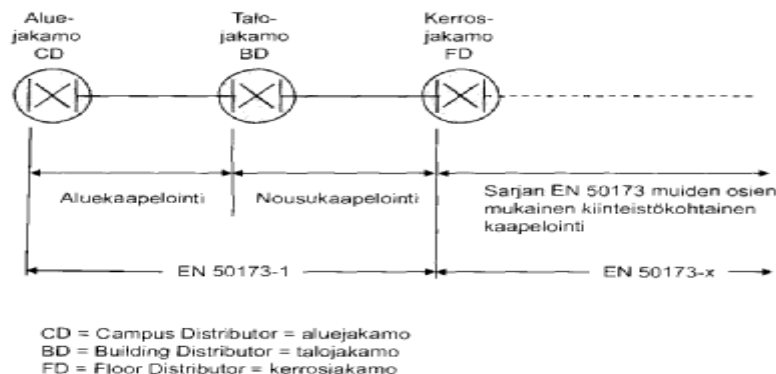 Alue-
jakamo
CD
Talo-
jakamo
BD
Kerros-
jakamo
FD
Aluekaapelointi
Nousukaapelointi
Sarjan EN 50173 muiden osien
mukainen kiinteistökohtainen
kaapelointi
EN 50173-1
EN 50173-x
CD = Campus Distributor = aluejakamo
BD = Building Distributor = talojakamo
FD = Floor Distributor = kerrosjakamo